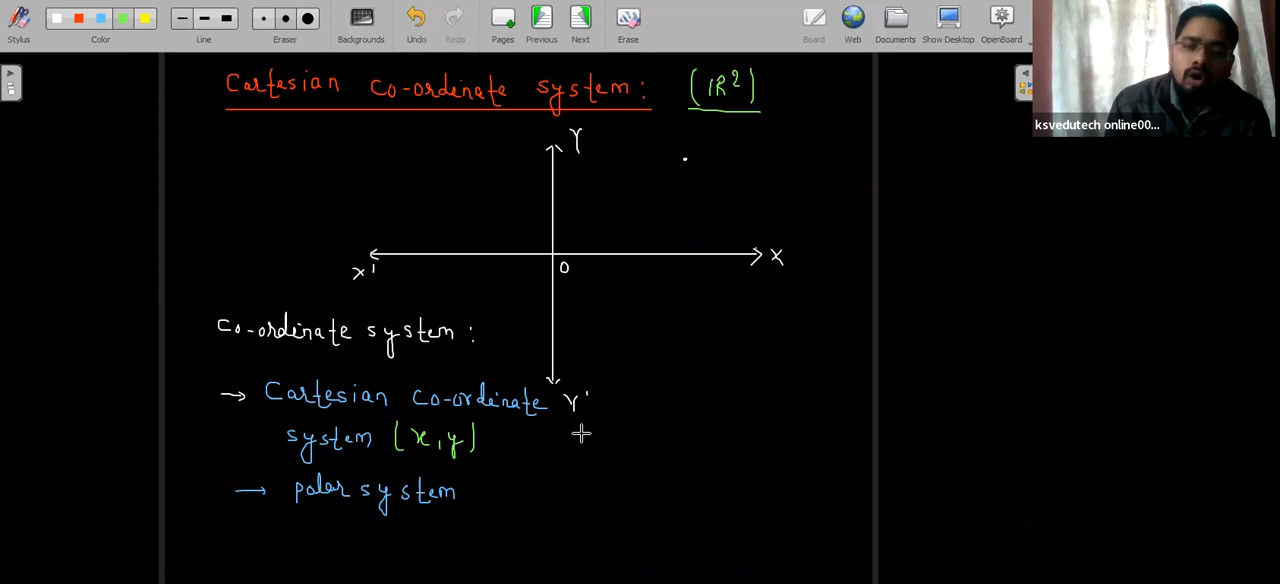 Color
Line
Eraser
Stylus
Backgrounds
Undo
Redo
Pages
Previous
Next
Erase
Board
Web
Documents
Show Desktop
OpenBoard
ksvedutech online00...
Cartesian Co-ordinate system: (IR²)
Y
X
X'
O
Y'
Co-ordinate system:
→ Cartesian Co-ordinate
system (x,y)
→ polar system